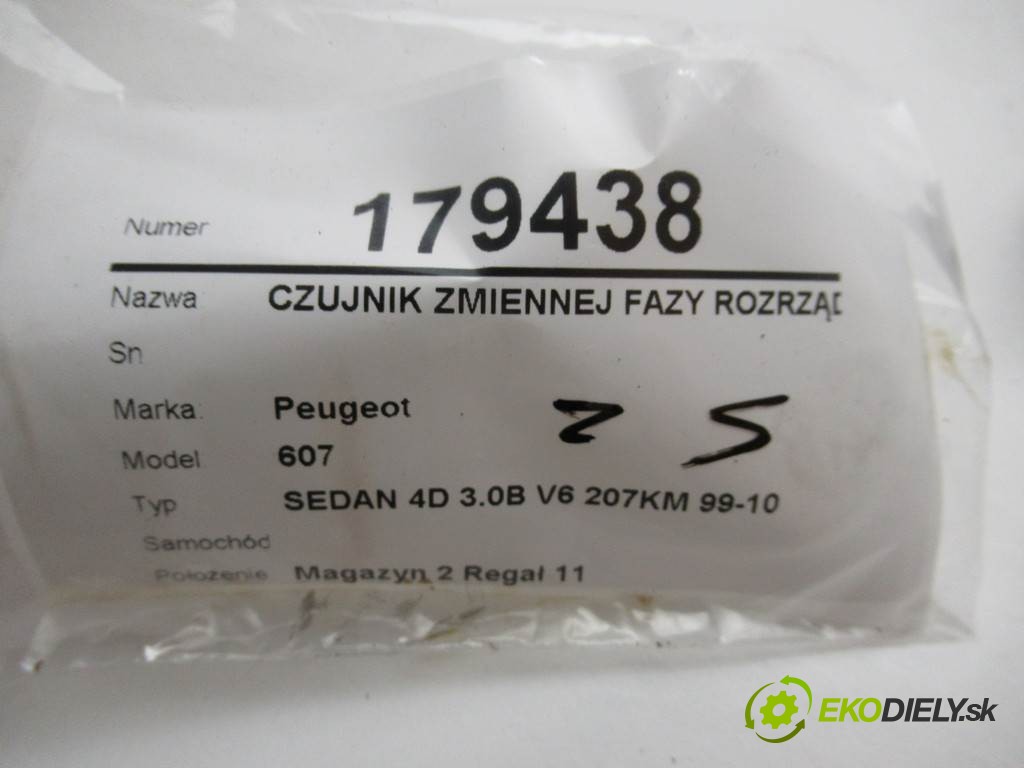 Numer 179438
Nazwa CZUJNIK ZMIENNEJ FAZY ROZRZĄD
Sn
Marka: Peugeot
Model 607
25
Typ SEDAN 4D 3.0B V6 207KM 99-10
Samochód
Położenie Magazyn 2 Regał 11
EKODIELY.sk